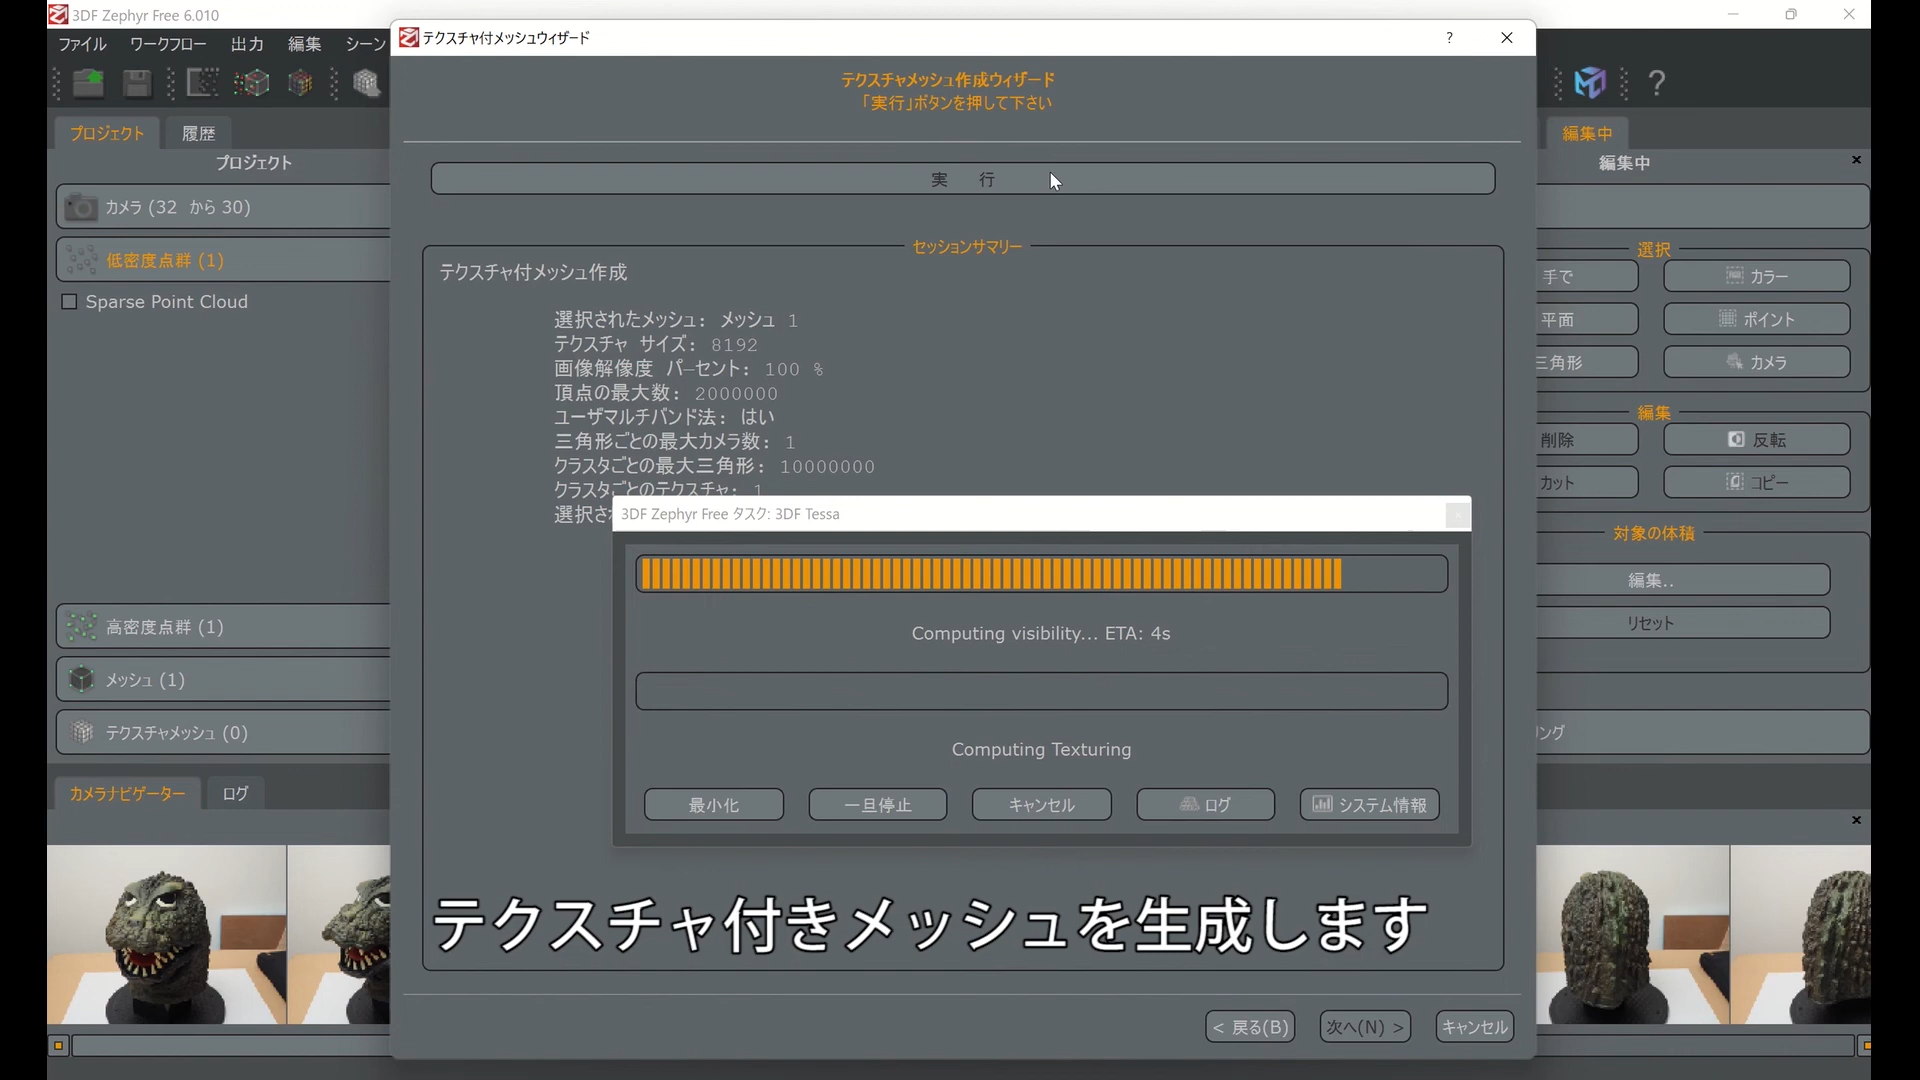 3DF Zephyr Free 6.010
ファイル ワークフロー 出力 編集 シーン
テクスチャ付メッシュウィザード
?
テクスチャメッシュ作成ウィザード
「実行」ボタンを押して下さい
実 行
プロジェクト 履歴
プロジェクト
カメラ (32 から 30)
低密度点群 (1)
Sparse Point Cloud
高密度点群 (1)
メッシュ (1)
テクスチャメッシュ (0)
カメラナビゲーター ログ
セッションサマリー
テクスチャ付メッシュ作成
選択されたメッシュ: メッシュ 1
テクスチャ サイズ: 8192
画像解像度 パーセント: 100 %
頂点の最大数: 2000000
ユーザマルチバンド法: はい
三角形ごとの最大カメラ数: 1
クラスタごとの最大三角形: 10000000
クラスタごとのテクスチャ: 1
選択さ
3DF Zephyr Free タスク: 3DF Tessa
Computing visibility... ETA: 4s
Computing Texturing
最小化 一旦停止 キャンセル ログ システム情報
テクスチャ付きメッシュを生成します
< 戻る(B) 次へ(N) > キャンセル
?
編集中
編集中
選択
手で カラー
平面 ポイント
三角形 カメラ
編集
削除 反転
カット コピー
対象の体積
編集..
リセット
ング